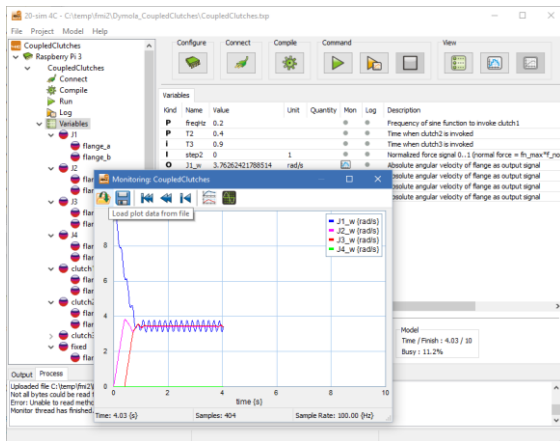 20-sim 4C - C:\temp\fmi2\Dymola_CoupledClutches\CoupledClutches.txp
File Project Model Help
CoupledClutches
Raspberry Pi 3
CoupledClutches
Connect
Compile
Run
Log
Variables
J1
flange_a
flange_b
J2
J3
J4
clutch3
fixed
Configure Connect Compile Command View
Variables
Kind Name Value Unit Quantity Mon Log Description
P freqHz 0.2 Frequency of sine function to invoke clutch1
P T2 0.4 Time when clutch2 is invoked
i T3 0.9 Time when clutch3 is invoked
I step2 0 1 Normalized force signal 0..1 (normal force = fn_max*f_no
O J1_w 3.76262421788514 rad/s Absolute angular velocity of flange as output signal
bsolute angular velocity of flange as output signal
bsolute angular velocity of flange as output signal
bsolute angular velocity of flange as output signal
Monitoring: CoupledClutches
Load plot data from file
J1_w {rad/s}
J2_w {rad/s}
J3_w {rad/s}
J4_w {rad/s}
8
6
4
2
0
0 2 4 6 8 10
time {s}
Time: 4.03 {s} Samples: 404 Sample Rate: 100.00 {Hz}
Model
Time / Finish : 4.03 / 10
Busy : 11.2%
Output Process
Uploaded file C:\temp\fmi2\
Not all bytes could be read f
Error: Unable to read metho
Monitor thread has finished.